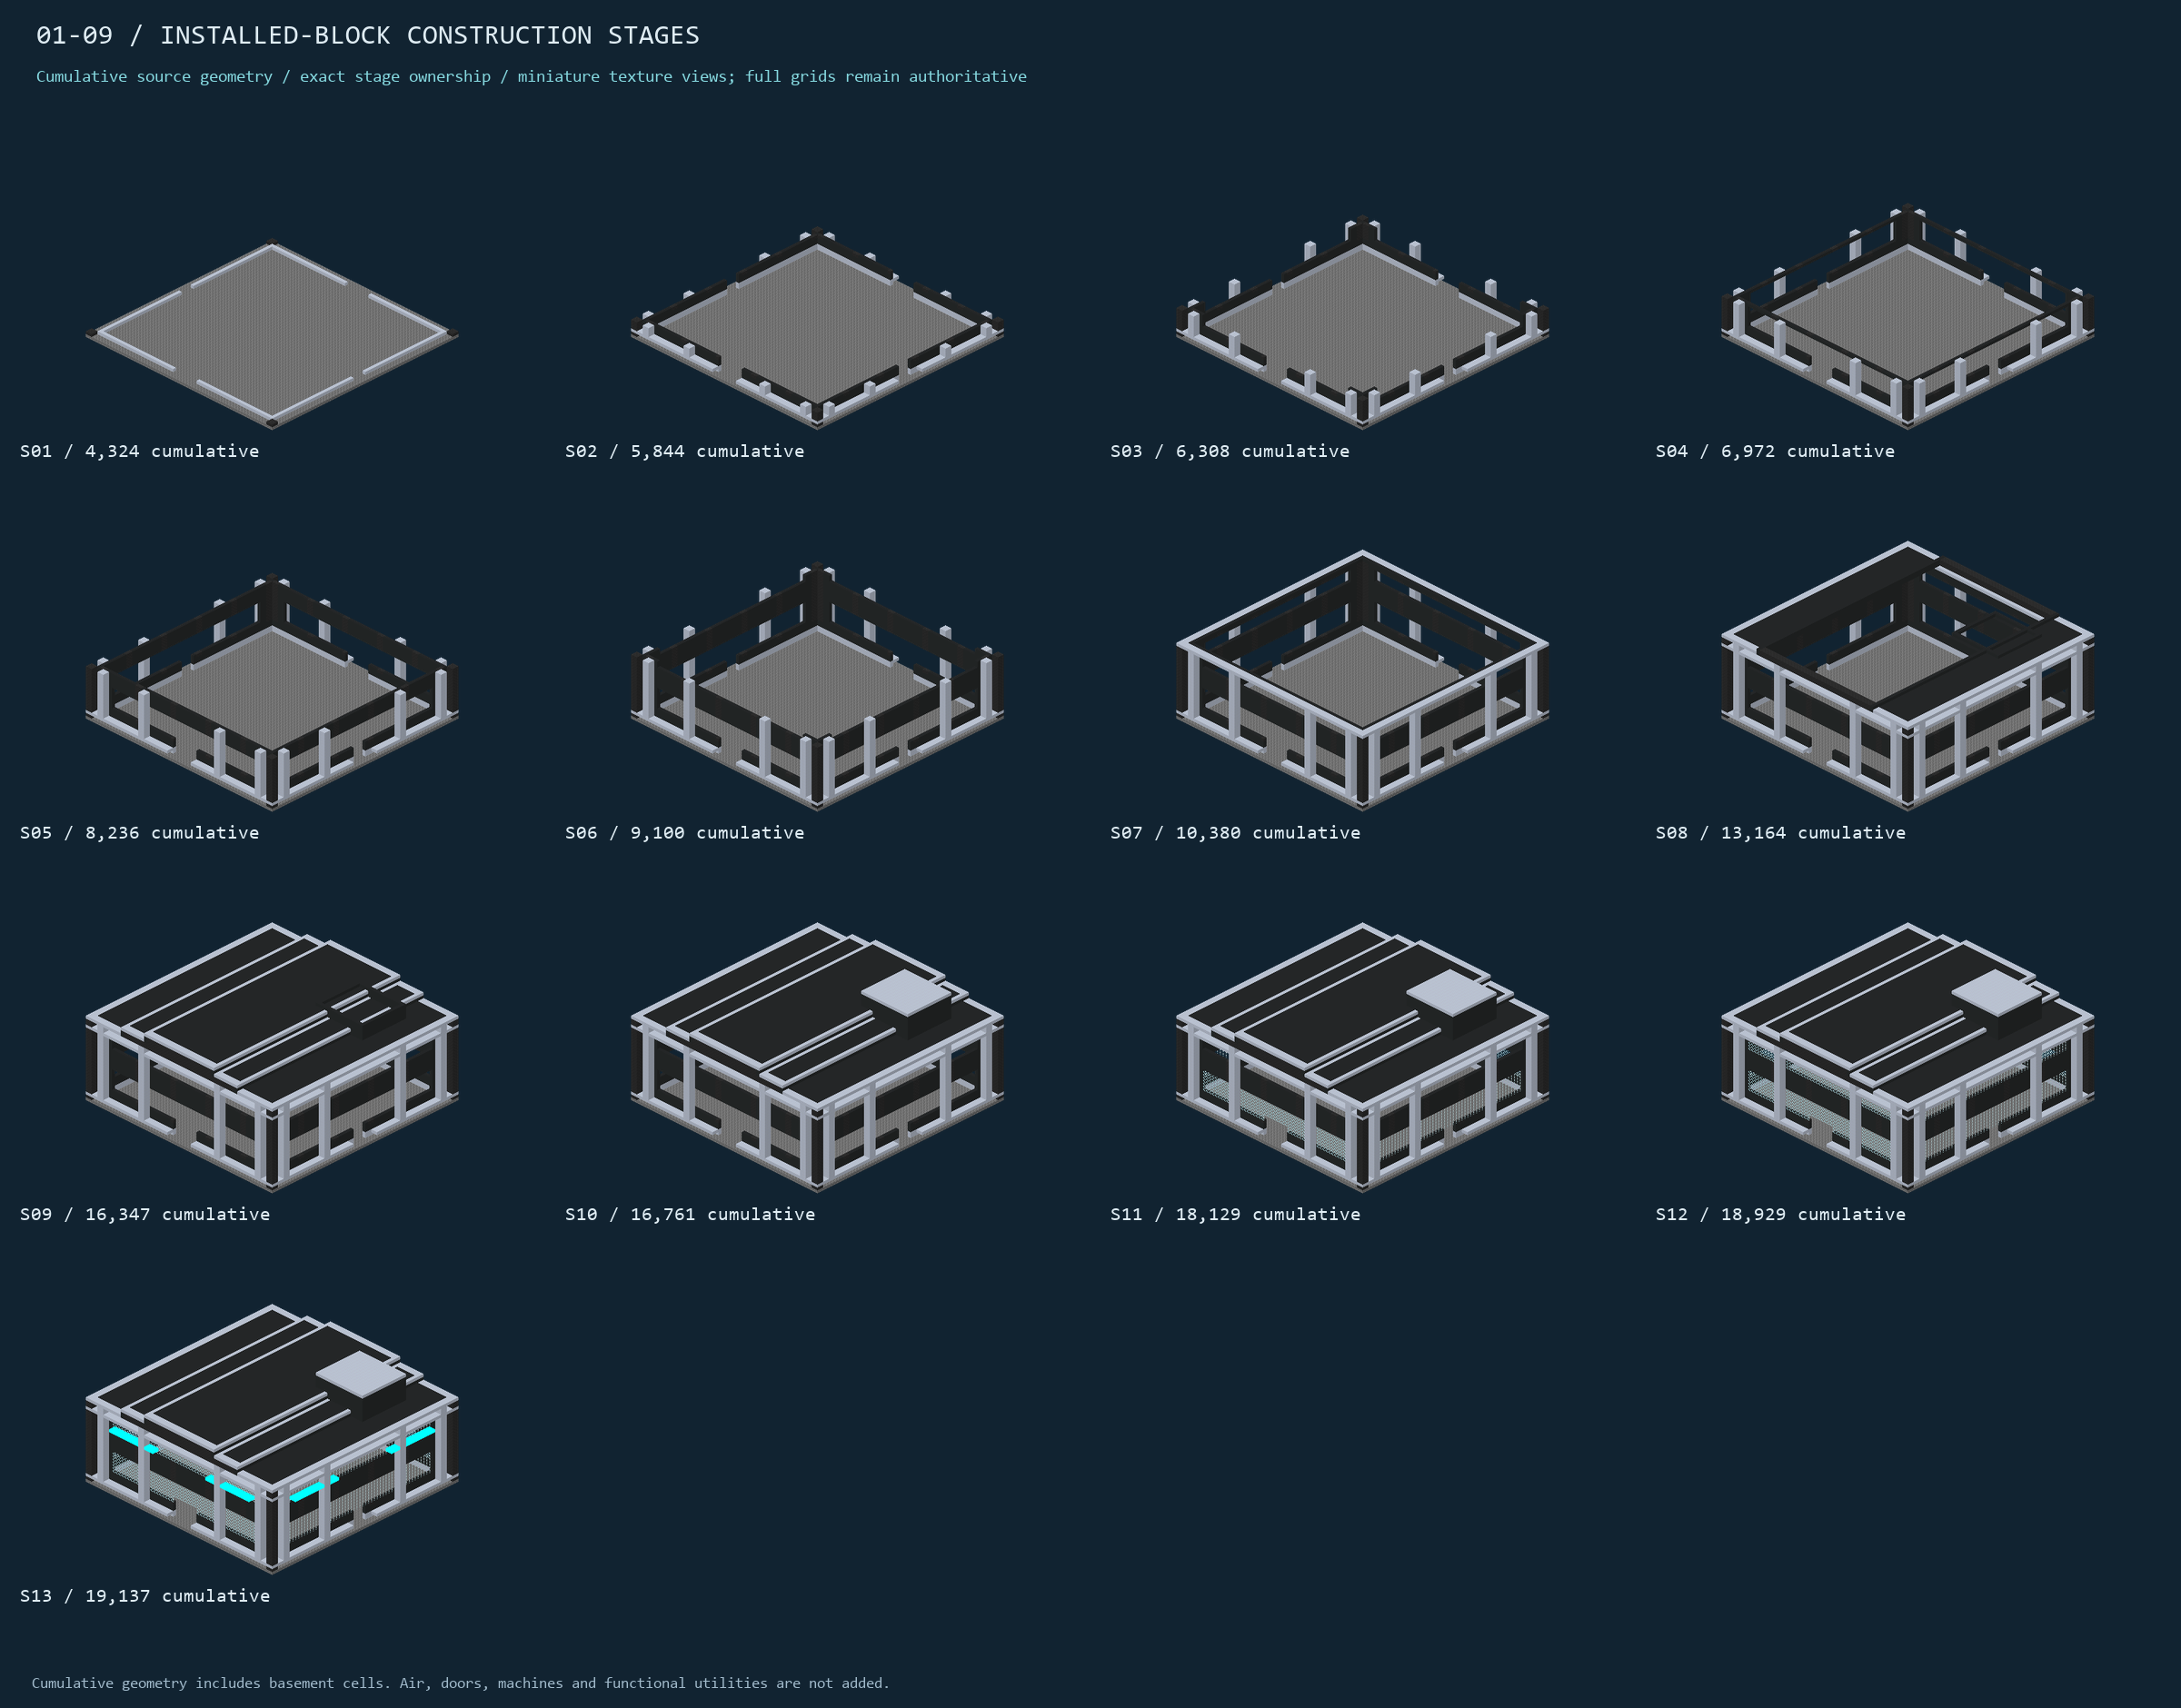 01-09 / INSTALLED-BLOCK CONSTRUCTION STAGES
Cumulative source geometry / exact stage ownership / miniature texture views; full grids remain authoritative
S01 / 4,324 cumulative
S02 / 5,844 cumulative
S03 / 6,308 cumulative
S04 / 6,972 cumulative
S05 / 8,236 cumulative
S06 / 9,100 cumulative
S07 / 10,380 cumulative
S08 / 13,164 cumulative
S09 / 16,347 cumulative
S10 / 16,761 cumulative
S11 / 18,129 cumulative
S12 / 18,929 cumulative
S13 / 19,137 cumulative
Cumulative geometry includes basement cells. Air, doors, machines and functional utilities are not added.